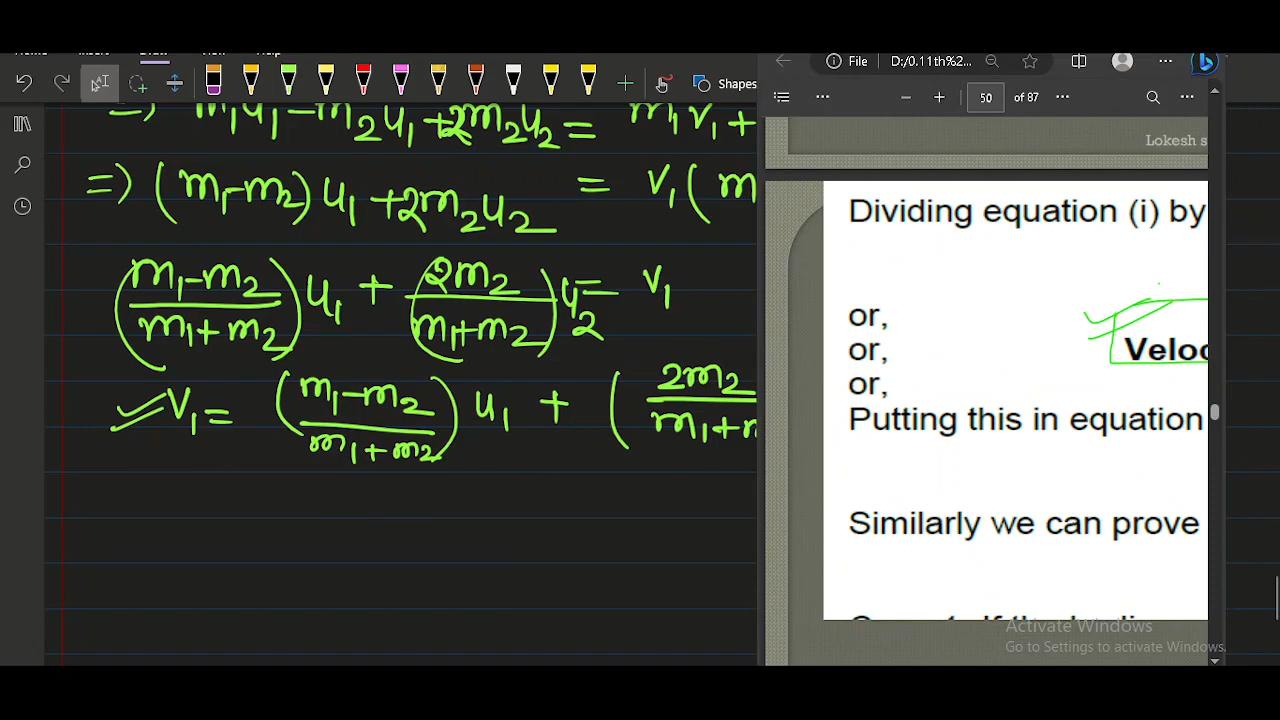 Draw
Help
Shapes
File
D:/0.11th%2...
50 of 87
=> m₁u₁-m₂u₁+2m₂u₂= m₁v₁+
=> (m₁-m₂)u₁+2m₂u₂ = v₁(m
((m₁-m₂)/(m₁+m₂))u₁ + (2m₂/(m₁+m₂))u₂= v₁
V₁= ((m₁-m₂)/(m₁+m₂)) u₁ + (2m₂/(m₁+m
Lokesh s
Dividing equation (i) by
or,
or,
Veloc
or,
Putting this in equation
Similarly we can prove
Activate Windows
Go to Settings to activate Windows.